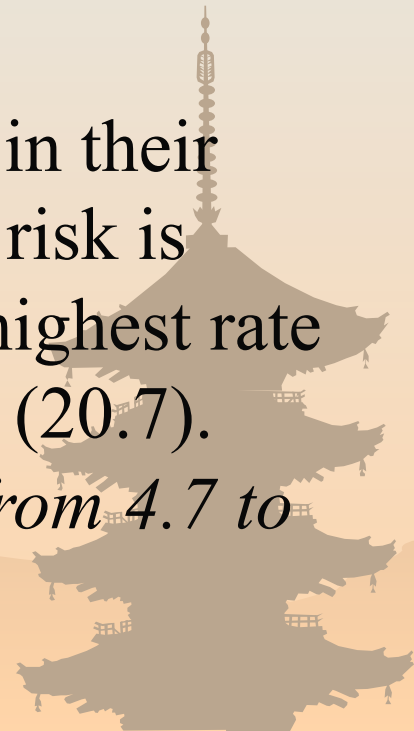 in their
risk is
highest rate
(20.7).
from 4.7 to